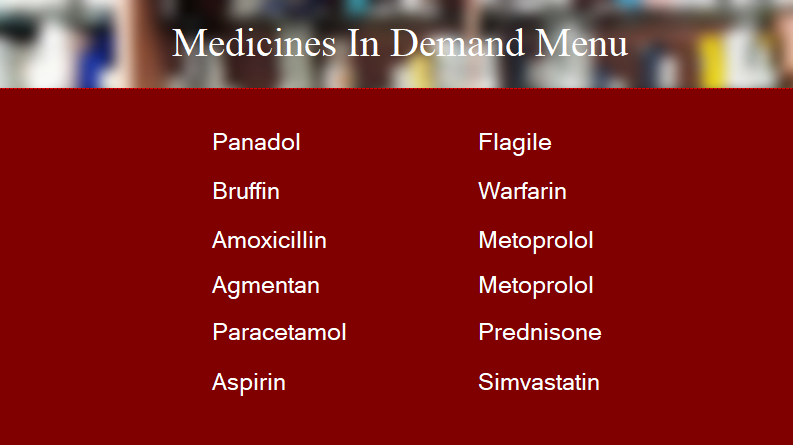 Medicines In Demand Menu
Panadol
Bruffin
Amoxicillin
Agmentan
Paracetamol
Aspirin
Flagile
Warfarin
Metoprolol
Metoprolol
Prednisone
Simvastatin